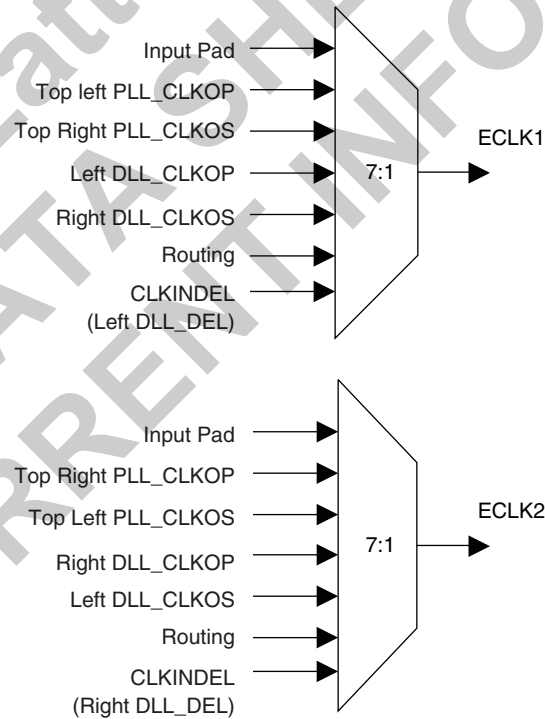 Input Pad
Top left PLL_CLKOP
Top Right PLL_CLKOS
Left DLL_CLKOP
Right DLL_CLKOS
Routing
CLKINDEL
(Left DLL_DEL)
7:1
ECLK1
Input Pad
Top Right PLL_CLKOP
Top Left PLL_CLKOS
Right DLL_CLKOP
Left DLL_CLKOS
Routing
CLKINDEL
(Right DLL_DEL)
7:1
ECLK2